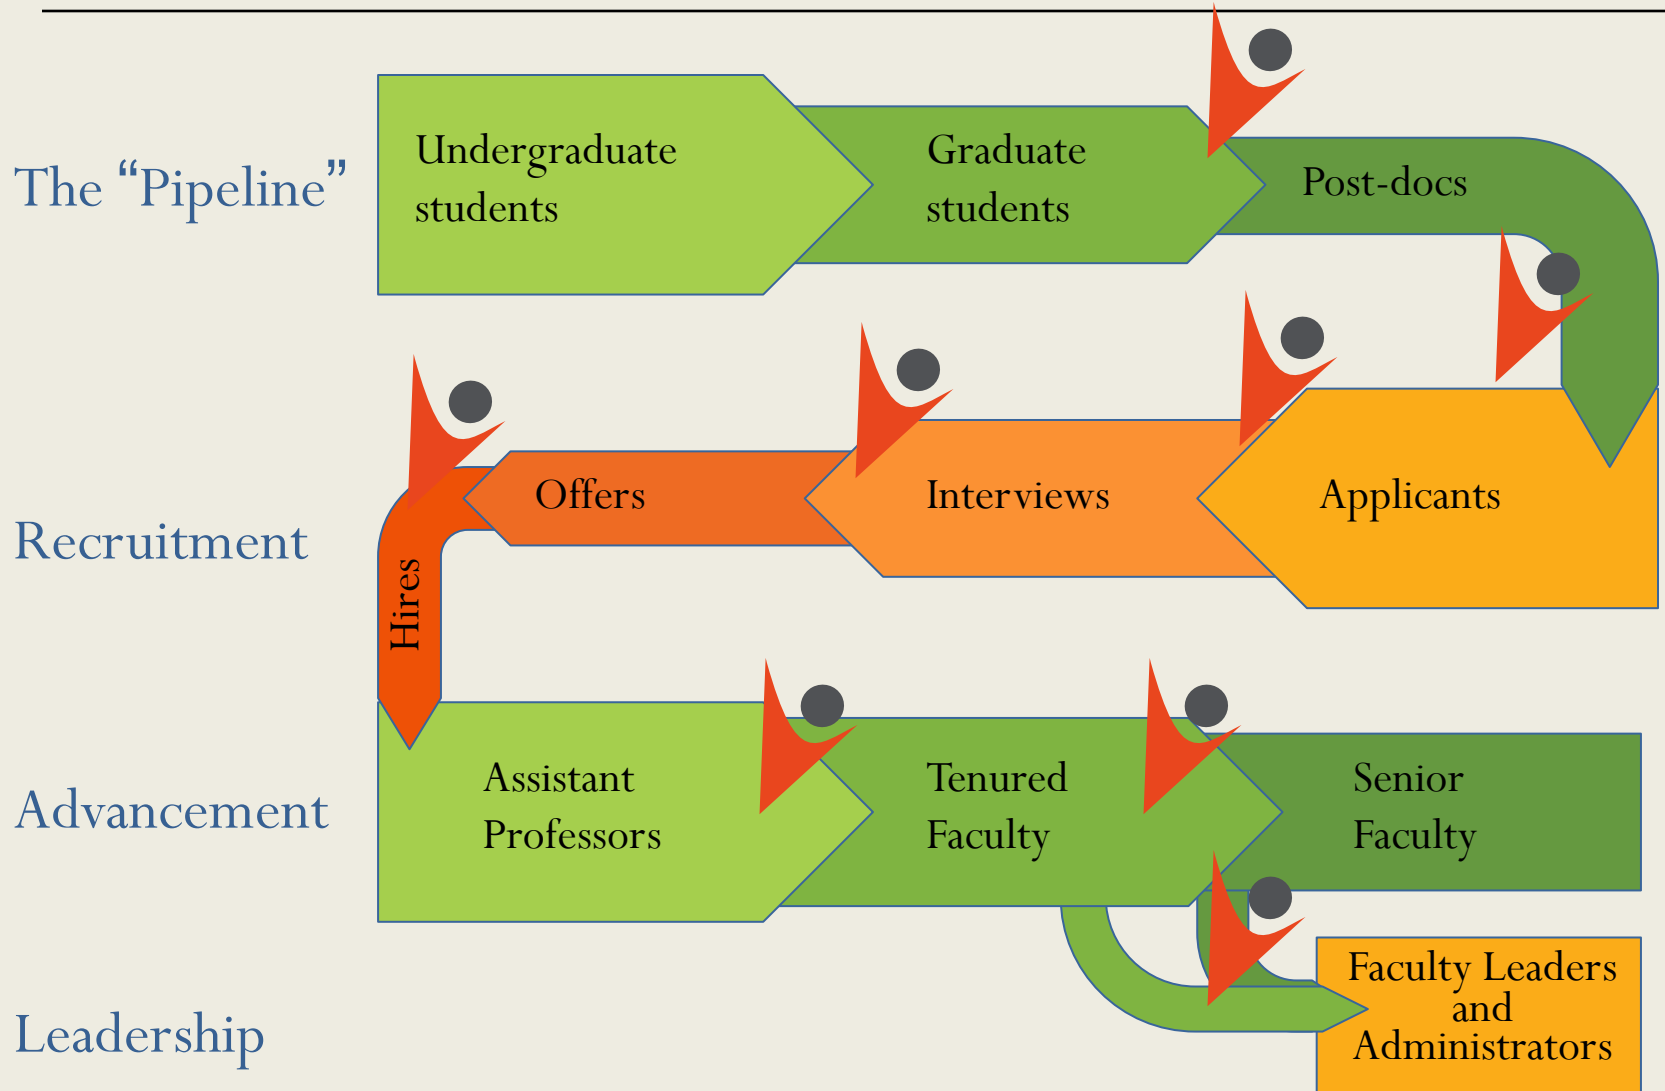 The “Pipeline”
Undergraduate
students
Graduate
students
Post-docs
Recruitment
Hires
Offers
Interviews
Applicants
Advancement
Assistant
Professors
Tenured
Faculty
Senior
Faculty
Leadership
Faculty Leaders
and
Administrators